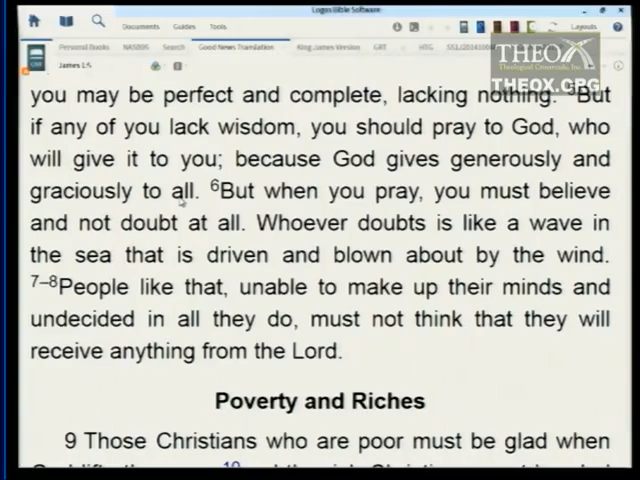 Logos Bible Software
Documents Guides Tools Layouts
Personal Books NASB95 Search Good News Translation King James Version GRT HTG
James 1:5
THEOX
THEOX.ORG
you may be perfect and complete, lacking nothing. 5But
if any of you lack wisdom, you should pray to God, who
will give it to you; because God gives generously and
graciously to all. 6But when you pray, you must believe
and not doubt at all. Whoever doubts is like a wave in
the sea that is driven and blown about by the wind.
7–8People like that, unable to make up their minds and
undecided in all they do, must not think that they will
receive anything from the Lord.
Poverty and Riches
9 Those Christians who are poor must be glad when